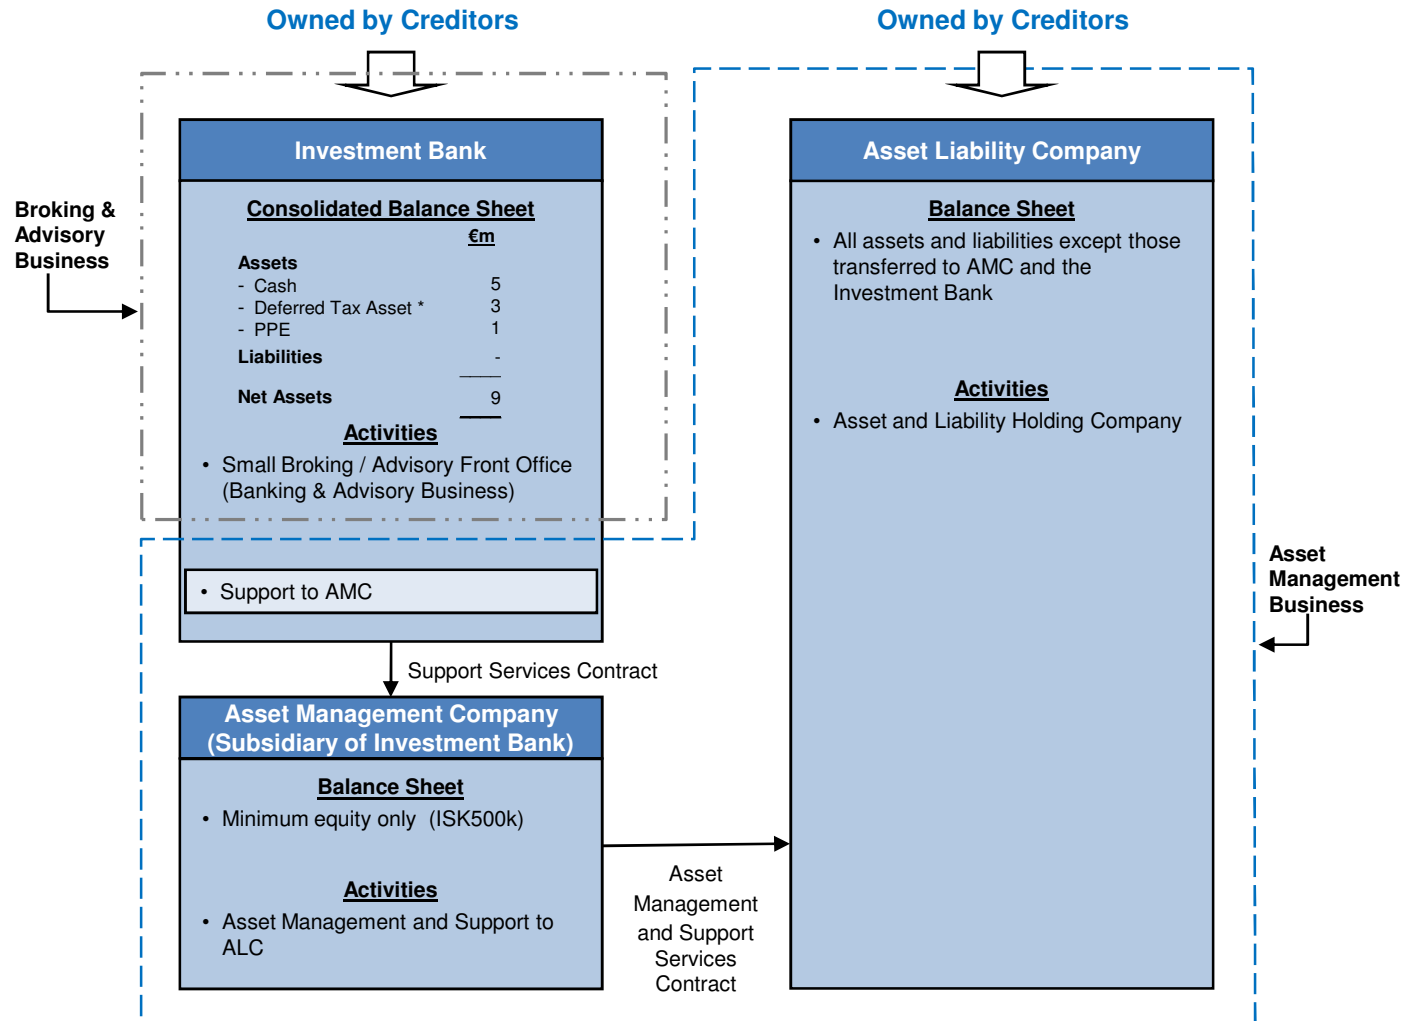 Owned by Creditors
Owned by Creditors
Broking &
Advisory
Business
Investment Bank
Consolidated Balance Sheet
€m
Assets
- Cash 5
- Deferred Tax Asset * 3
- PPE 1
Liabilities -
Net Assets 9
Activities
• Small Broking / Advisory Front Office
(Banking & Advisory Business)
• Support to AMC
Support Services Contract
Asset Management Company
(Subsidiary of Investment Bank)
Balance Sheet
• Minimum equity only (ISK500k)
Activities
• Asset Management and Support to
ALC
Asset
Management
and Support
Services
Contract
Asset Liability Company
Balance Sheet
• All assets and liabilities except those
transferred to AMC and the
Investment Bank
Activities
• Asset and Liability Holding Company
Asset
Management
Business